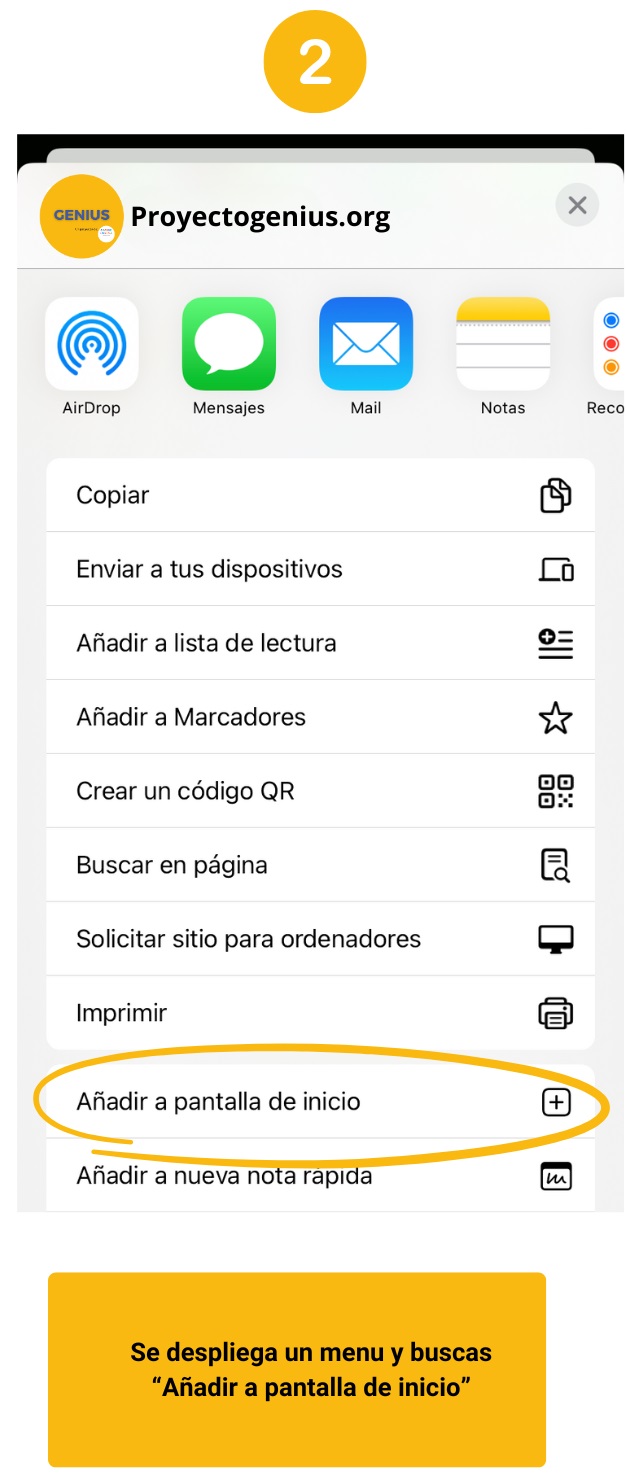 2
GENIUS
Proyectogenius.org
AirDrop
Mensajes
Mail
Notas
Reco
Copiar
Enviar a tus dispositivos
Añadir a lista de lectura
Añadir a Marcadores
Crear un código QR
Buscar en página
Solicitar sitio para ordenadores
Imprimir
Añadir a pantalla de inicio
Añadir a nueva nota rápida
Se despliega un menu y buscas
“Añadir a pantalla de inicio”